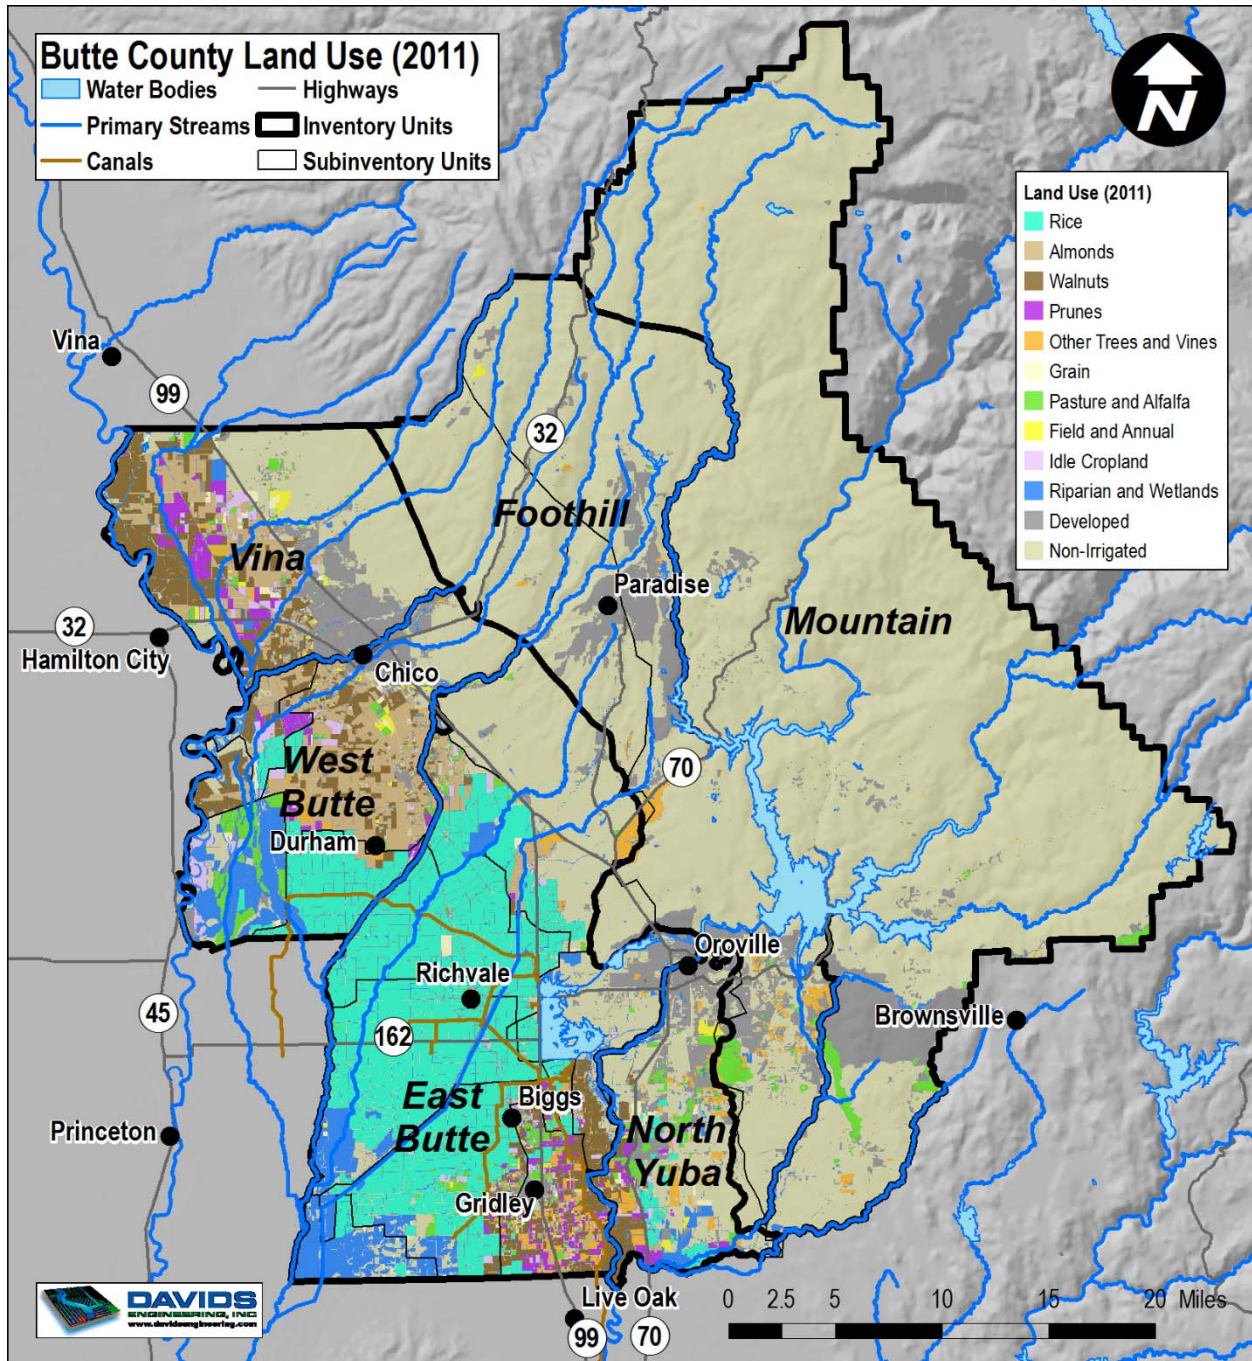 Butte County Land Use (2011)
Water Bodies
Highways
Primary Streams
Inventory Units
Canals
Subinventory Units
N
Land Use (2011)
Rice
Almonds
Walnuts
Prunes
Other Trees and Vines
Grain
Pasture and Alfalfa
Field and Annual
Idle Cropland
Riparian and Wetlands
Developed
Non-Irrigated
Vina
99
32
Foothill
Vina
Paradise
Mountain
32
Hamilton City
Chico
West
Butte
70
Durham
Oroville
Richvale
45
162
Brownsville
East
Butte
Biggs
Princeton
North
Yuba
Gridley
DAVIDS
ENGINEERING, INC
www.davidsengineering.com
Live Oak
99
70
0 2.5 5 10 15 20 Miles